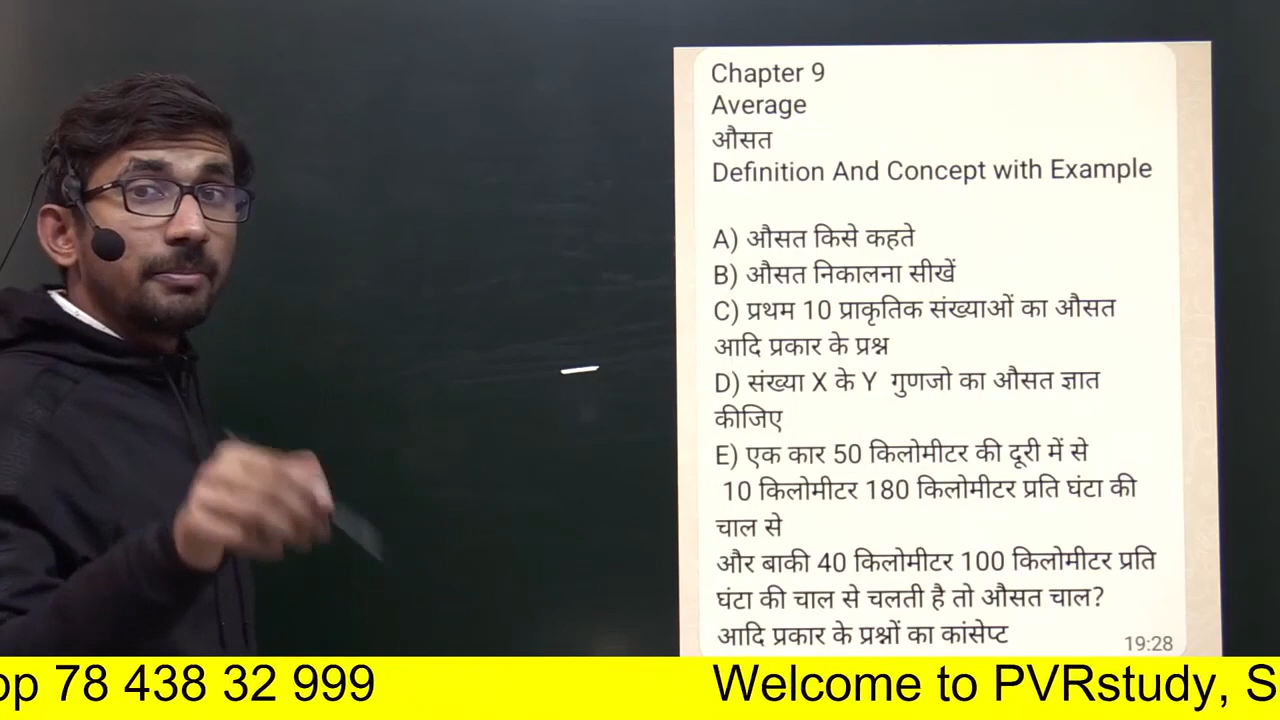 Chapter 9
Average
औसत
Definition And Concept with Example
A) औसत किसे कहते
B) औसत निकालना सीखें
C) प्रथम 10 प्राकृतिक संख्याओं का औसत
आदि प्रकार के प्रश्न
D) संख्या X के Y गुणजो का औसत ज्ञात
कीजिए
E) एक कार 50 किलोमीटर की दूरी में से
10 किलोमीटर 180 किलोमीटर प्रति घंटा की
चाल से
और बाकी 40 किलोमीटर 100 किलोमीटर प्रति
घंटा की चाल से चलती है तो औसत चाल?
आदि प्रकार के प्रश्नों का कांसेप्ट
19:28
78 438 32 999 Welcome to PVRstudy,